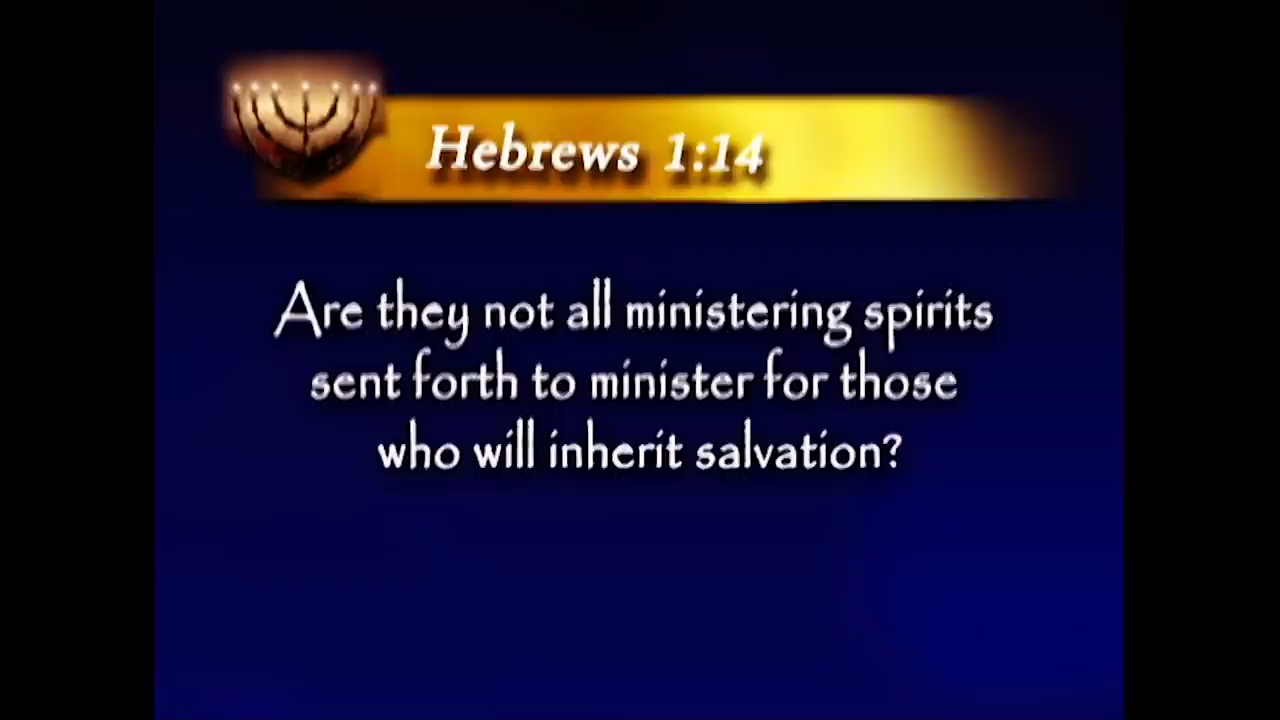 Hebrews 1:14
Are they not all ministering spirits
sent forth to minister for those
who will inherit salvation?